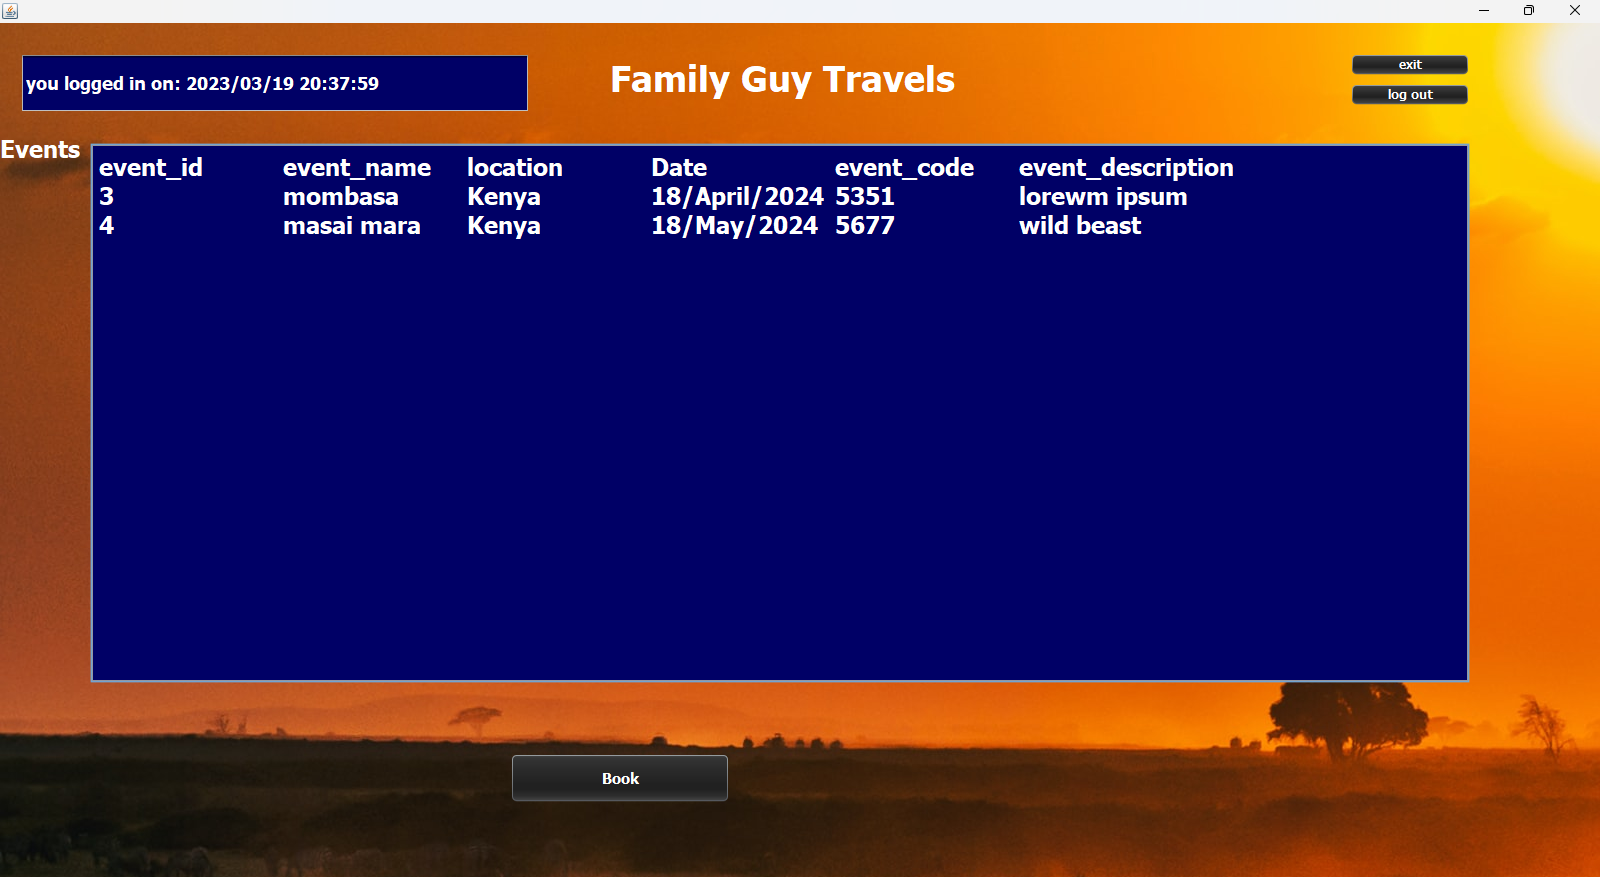 you logged in on: 2023/03/19 20:37:59
Family Guy Travels
exit
log out
Events
event_id event_name location Date event_code event_description
3 mombasa Kenya 18/April/2024 5351 lorewm ipsum
4 masai mara Kenya 18/May/2024 5677 wild beast
Book